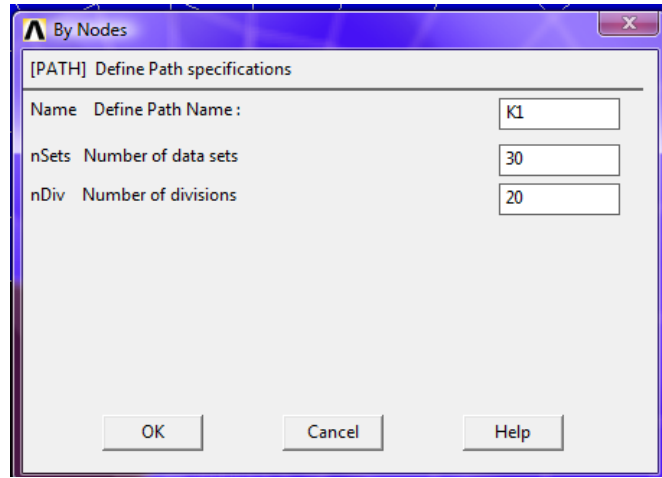 By Nodes
X
[PATH] Define Path specifications
Name Define Path Name :
K1
nSets Number of data sets
30
nDiv Number of divisions
20
OK
Cancel
Help